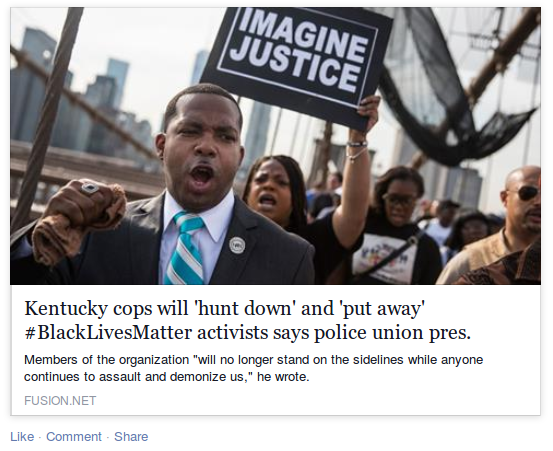 IMAGINE
JUSTICE
Kentucky cops will 'hunt down' and 'put away'
#BlackLivesMatter activists says police union pres.
Members of the organization "will no longer stand on the sidelines while anyone
continues to assault and demonize us," he wrote.
FUSION.NET
Like · Comment · Share